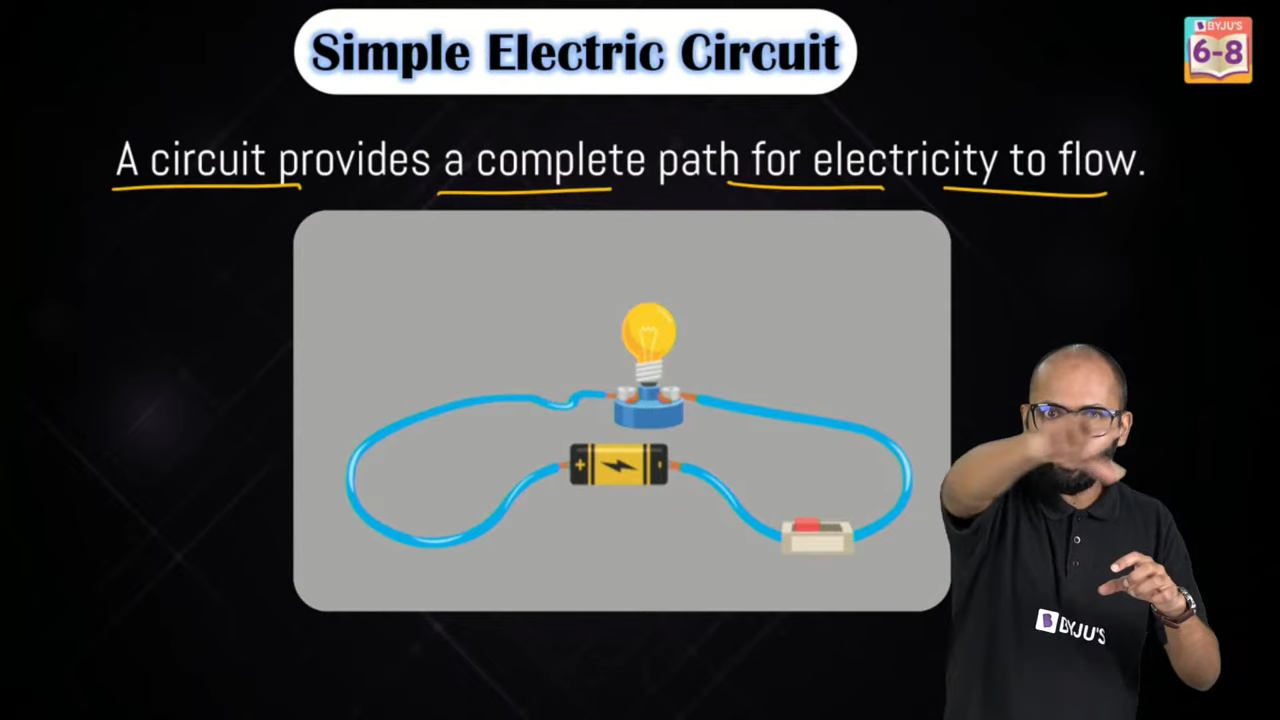 Simple Electric Circuit
BYJU'S
6-8
A circuit provides a complete path for electricity to flow.
+
-
B BYJU'S